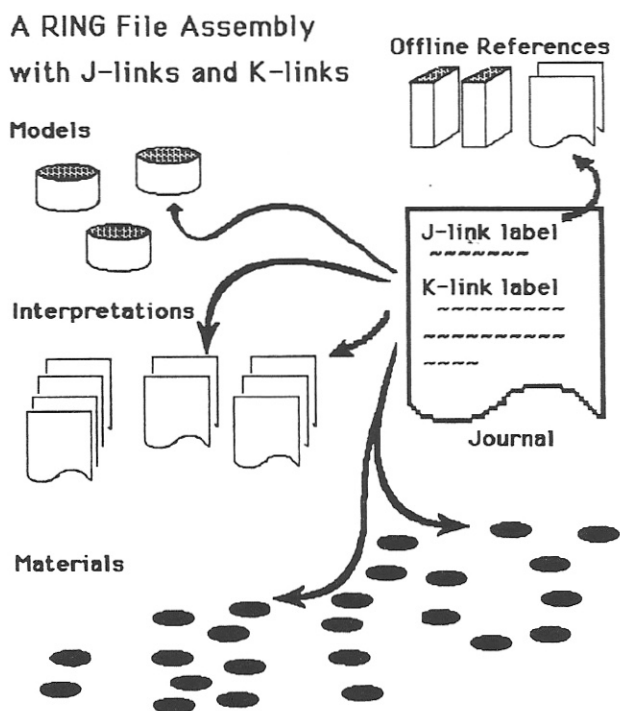 A RING File Assembly
with J-links and K-links
Offline References
Models
J-link label
K-link label
Interpretations
Journal
Materials